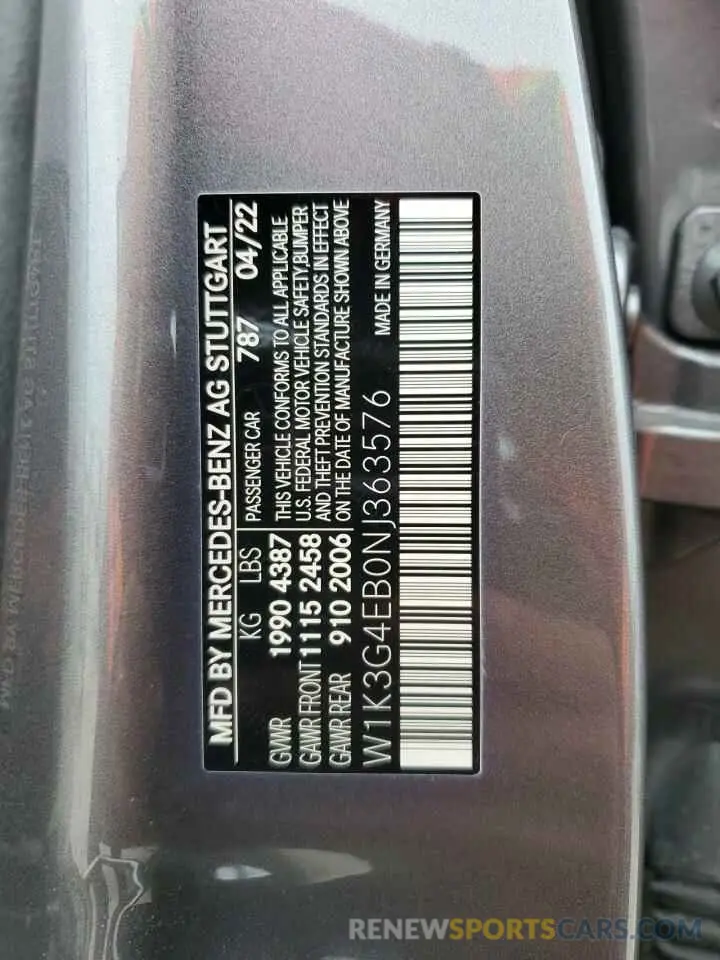 MFD BY MERCEDES-BENZ AG STUTTGART
KG LBS PASSENGER CAR 787 04/22
GVWR 1990 4387 THIS VEHICLE CONFORMS TO ALL APPLICABLE
GAWR FRONT 1115 2458 U.S. FEDERAL MOTOR VEHICLE SAFETY, BUMPER
AND THEFT PREVENTION STANDARDS IN EFFECT
GAWR REAR 910 2006 ON THE DATE OF MANUFACTURE SHOWN ABOVE
W1K3G4EB0NJ363576 MADE IN GERMANY
RENEWSPORTSCARS.COM